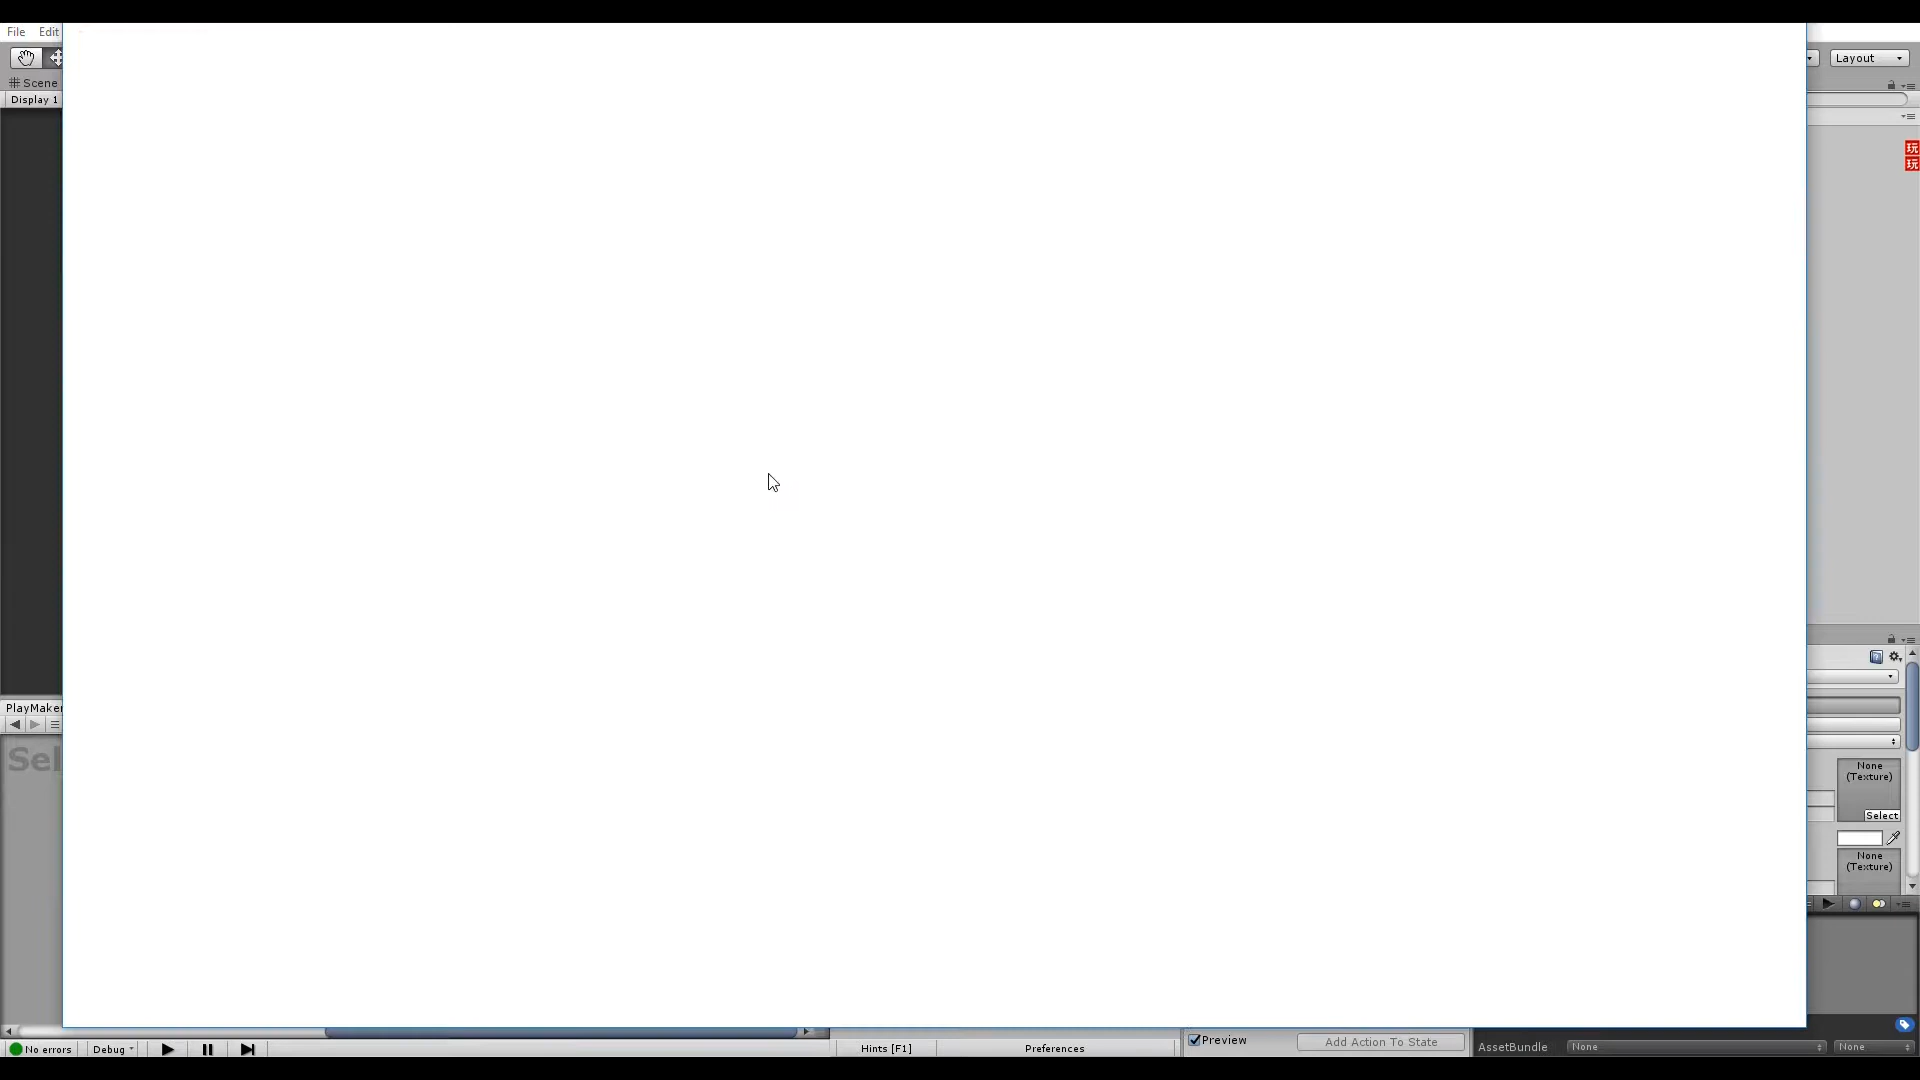 File Edit
Layout
Scene
Display 1
玩
玩
PlayMaker
Sel
None
(Texture)
Select
None
(Texture)
No errors
Debug
Hints [F1]
Preferences
Preview
Add Action To State
AssetBundle
None
None